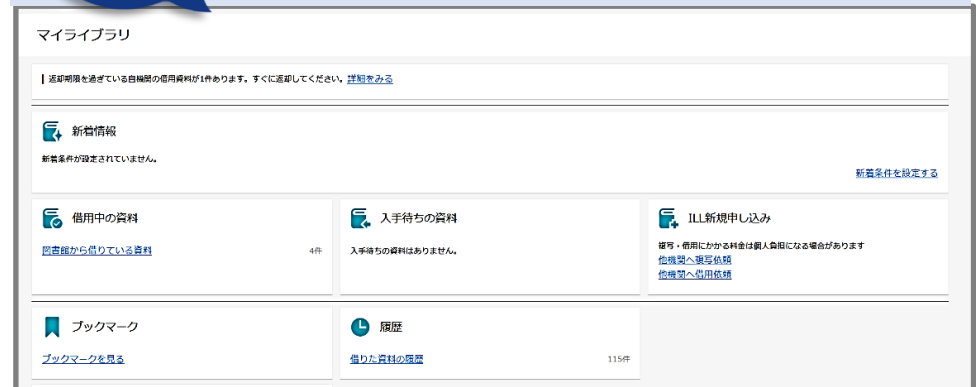 マイライブラリ
返却期限を過ぎている自機関の借用資料が1件あります。すぐに返却してください。詳細をみる
新着情報
新着条件が設定されていません。
新着条件を設定する
借用中の資料
図書館から借りている資料 4件
入手待ちの資料
入手待ちの資料はありません。
ILL新規申し込み
複写・借用にかかる料金は個人負担になる場合があります
他機関へ複写依頼
他機関へ借用依頼
ブックマーク
ブックマークを見る
履歴
借りた資料の履歴 115件